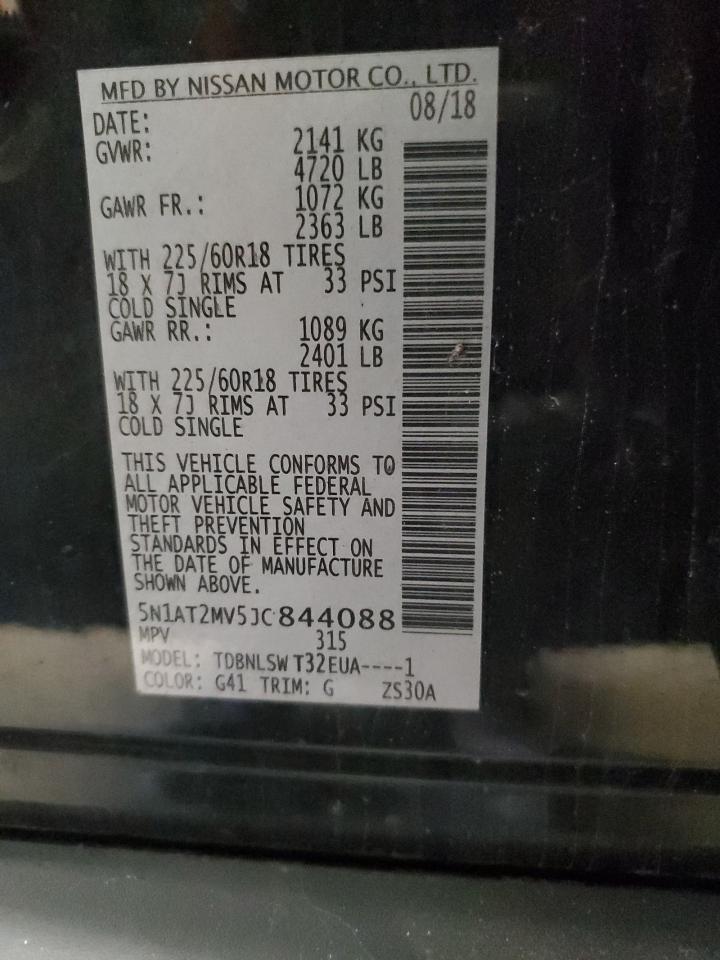 MFD BY NISSAN MOTOR CO., LTD.
DATE: 08/18
GVWR: 2141 KG
4720 LB
GAWR FR.: 1072 KG
2363 LB
WITH 225/60R18 TIRES
18 X 7J RIMS AT 33 PSI
COLD SINGLE
GAWR RR.: 1089 KG
2401 LB
WITH 225/60R18 TIRES
18 X 7J RIMS AT 33 PSI
COLD SINGLE
THIS VEHICLE CONFORMS TO
ALL APPLICABLE FEDERAL
MOTOR VEHICLE SAFETY AND
THEFT PREVENTION
STANDARDS IN EFFECT ON
THE DATE OF MANUFACTURE
SHOWN ABOVE.
5N1AT2MV5JC844088
MPV 315
MODEL: TDBNLSW T32EUA----1
COLOR: G41 TRIM: G ZS30A